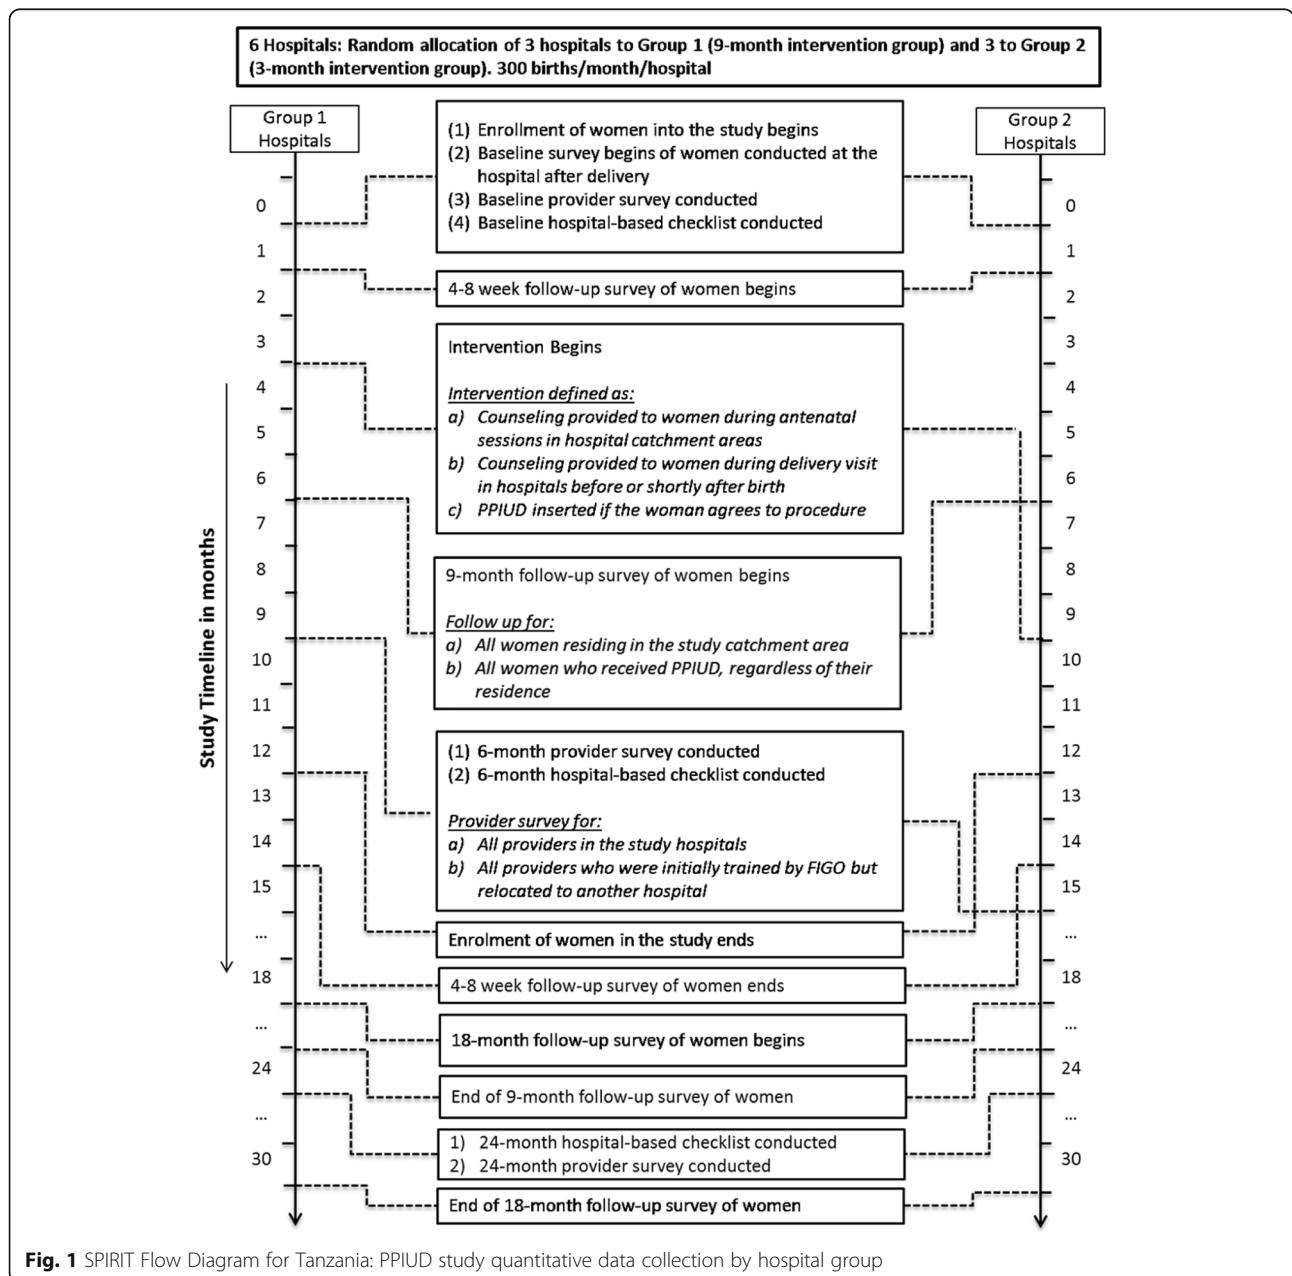 6 Hospitals: Random allocation of 3 hospitals to Group 1 (9-month intervention group) and 3 to Group 2
(3-month intervention group). 300 births/month/hospital
Group 1
Hospitals
Group 2
Hospitals
(1) Enrollment of women into the study begins
(2) Baseline survey begins of women conducted at the
hospital after delivery
(3) Baseline provider survey conducted
(4) Baseline hospital-based checklist conducted
4-8 week follow-up survey of women begins
Intervention Begins
Intervention defined as:
a) Counseling provided to women during antenatal
sessions in hospital catchment areas
b) Counseling provided to women during delivery visit
in hospitals before or shortly after birth
c) PPIUD inserted if the woman agrees to procedure
9-month follow-up survey of women begins
Follow up for:
a) All women residing in the study catchment area
b) All women who received PPIUD, regardless of their
residence
(1) 6-month provider survey conducted
(2) 6-month hospital-based checklist conducted
Provider survey for:
a) All providers in the study hospitals
b) All providers who were initially trained by FIGO but
relocated to another hospital
Enrolment of women in the study ends
4-8 week follow-up survey of women ends
18-month follow-up survey of women begins
End of 9-month follow-up survey of women
1) 24-month hospital-based checklist conducted
2) 24-month provider survey conducted
End of 18-month follow-up survey of women
Study Timeline in months
0
1
2
3
4
5
6
7
8
9
10
11
12
13
14
15
...
18
...
24
...
30
0
1
2
3
4
5
6
7
8
9
10
11
12
13
14
15
...
18
...
24
...
30
Fig. 1 SPIRIT Flow Diagram for Tanzania: PPIUD study quantitative data collection by hospital group